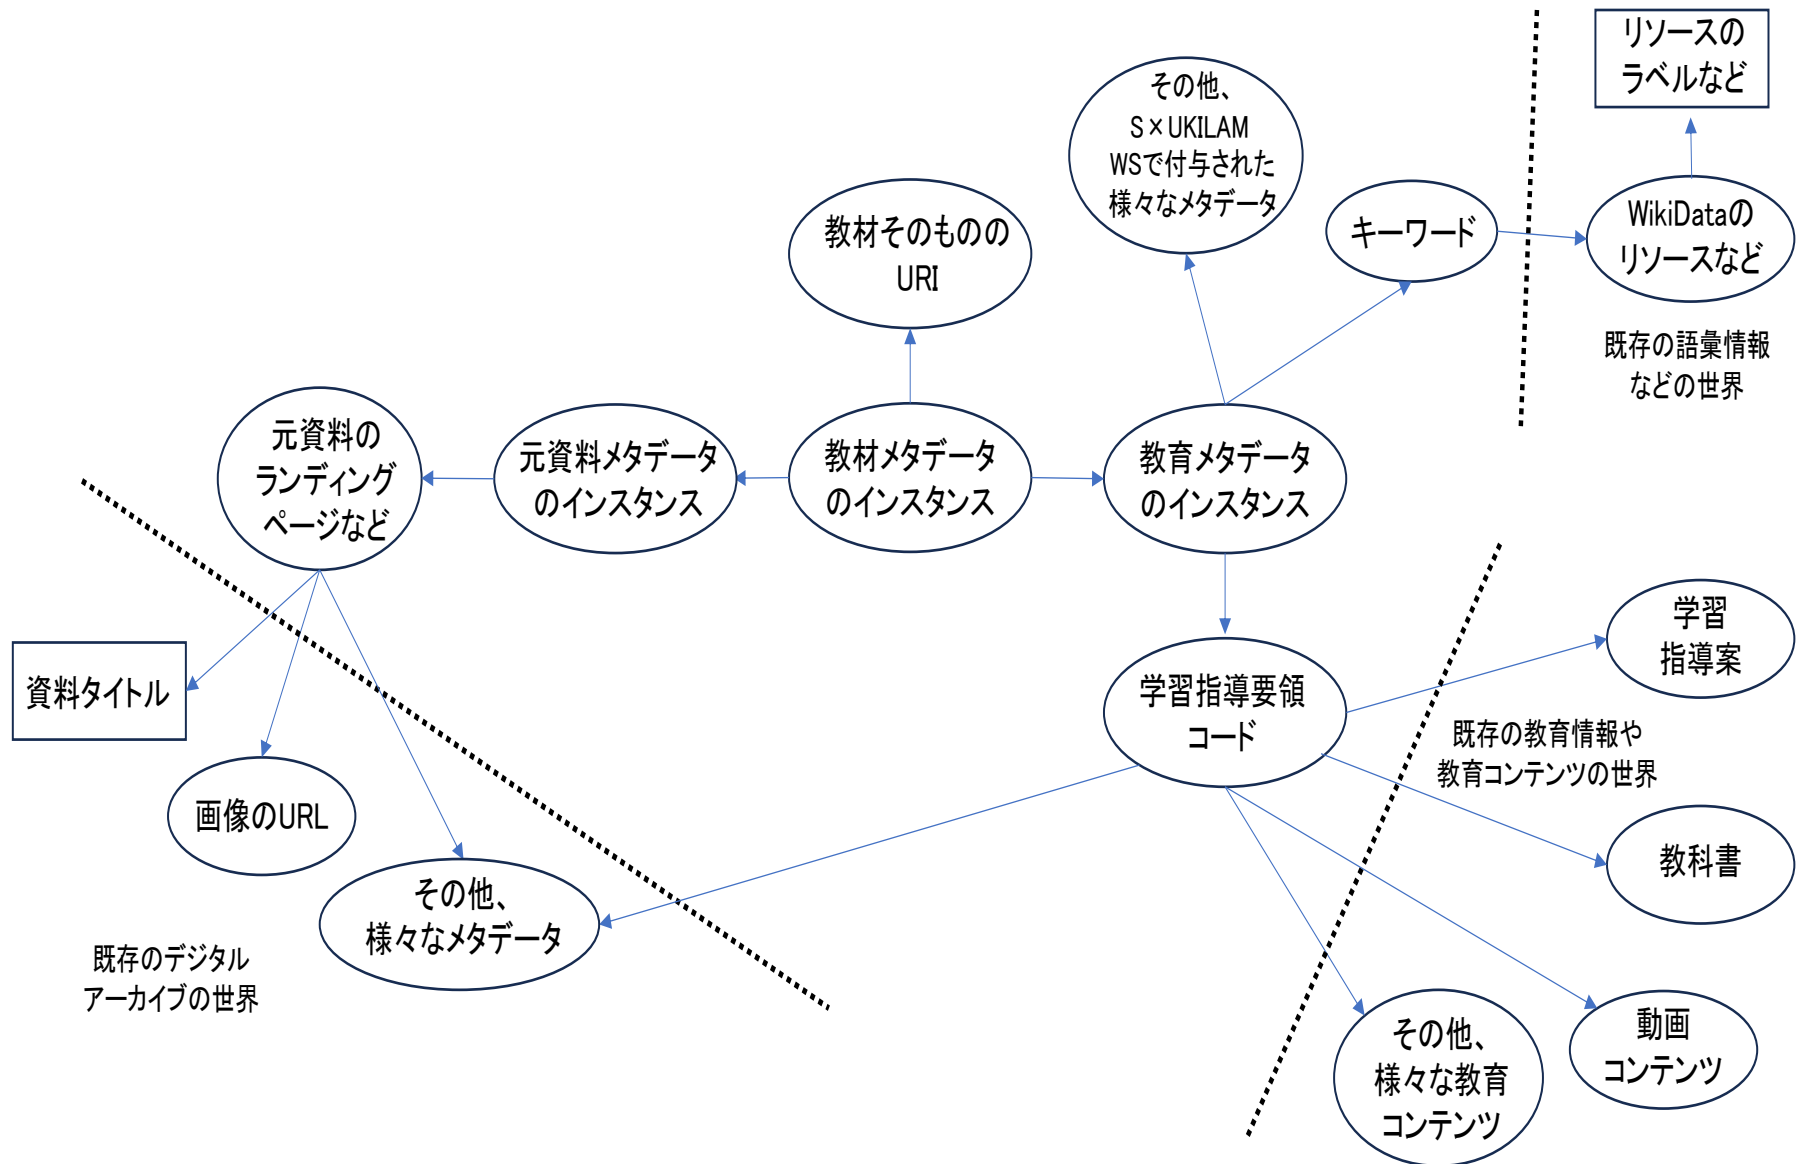 リソースの
ラベルなど
その他、
S×UKILAM
WSで付与された
様々なメタデータ
キーワード
WikiDataの
リソースなど
教材そのものの
URI
既存の語彙情報
などの世界
元資料の
ランディング
ページなど
元資料メタデータ
のインスタンス
教材メタデータ
のインスタンス
教育メタデータ
のインスタンス
学習
指導案
資料タイトル
学習指導要領
コード
既存の教育情報や
教育コンテンツの世界
画像のURL
教科書
その他、
様々なメタデータ
既存のデジタル
アーカイブの世界
その他、
様々な教育
コンテンツ
動画
コンテンツ